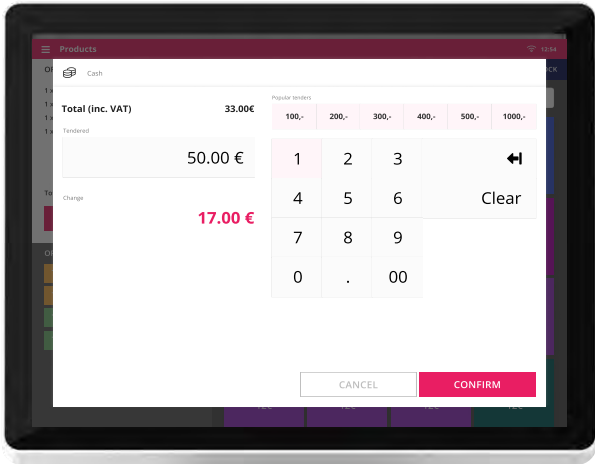 Products
12:54
Cash
Total (inc. VAT) 33.00€
Tendered
50.00 €
Change
17.00 €
Popular tenders
100,- 200,- 300,- 400,- 500,- 1000,-
1 2 3
4 5 6 Clear
7 8 9
0 . 00
CANCEL CONFIRM